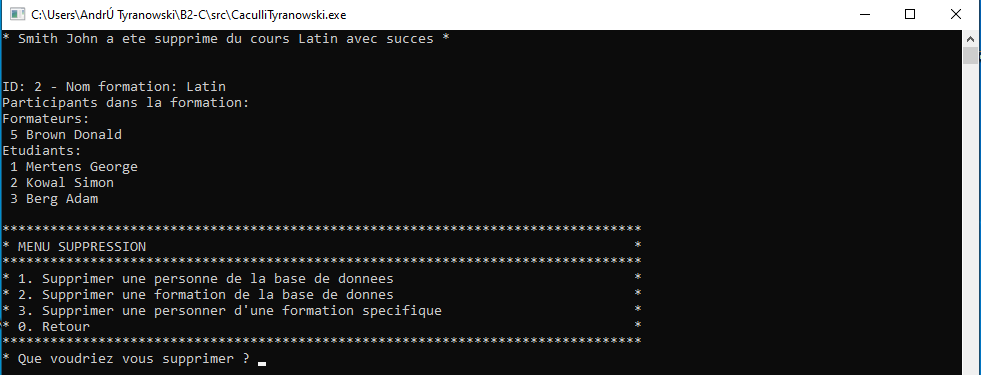 C:\Users\AndrÚ Tyranowski\B2-C\src\CaculliTyranowski.exe
* Smith John a ete supprime du cours Latin avec succes *
ID: 2 - Nom formation: Latin
Participants dans la formation:
Formateurs:
5 Brown Donald
Etudiants:
1 Mertens George
2 Kowal Simon
3 Berg Adam
********************************************************************************
* MENU SUPPRESSION *
********************************************************************************
* 1. Supprimer une personne de la base de donnees *
* 2. Supprimer une formation de la base de donnes *
* 3. Supprimer une personner d'une formation specifique *
* 0. Retour *
********************************************************************************
* Que voudriez vous supprimer ? _